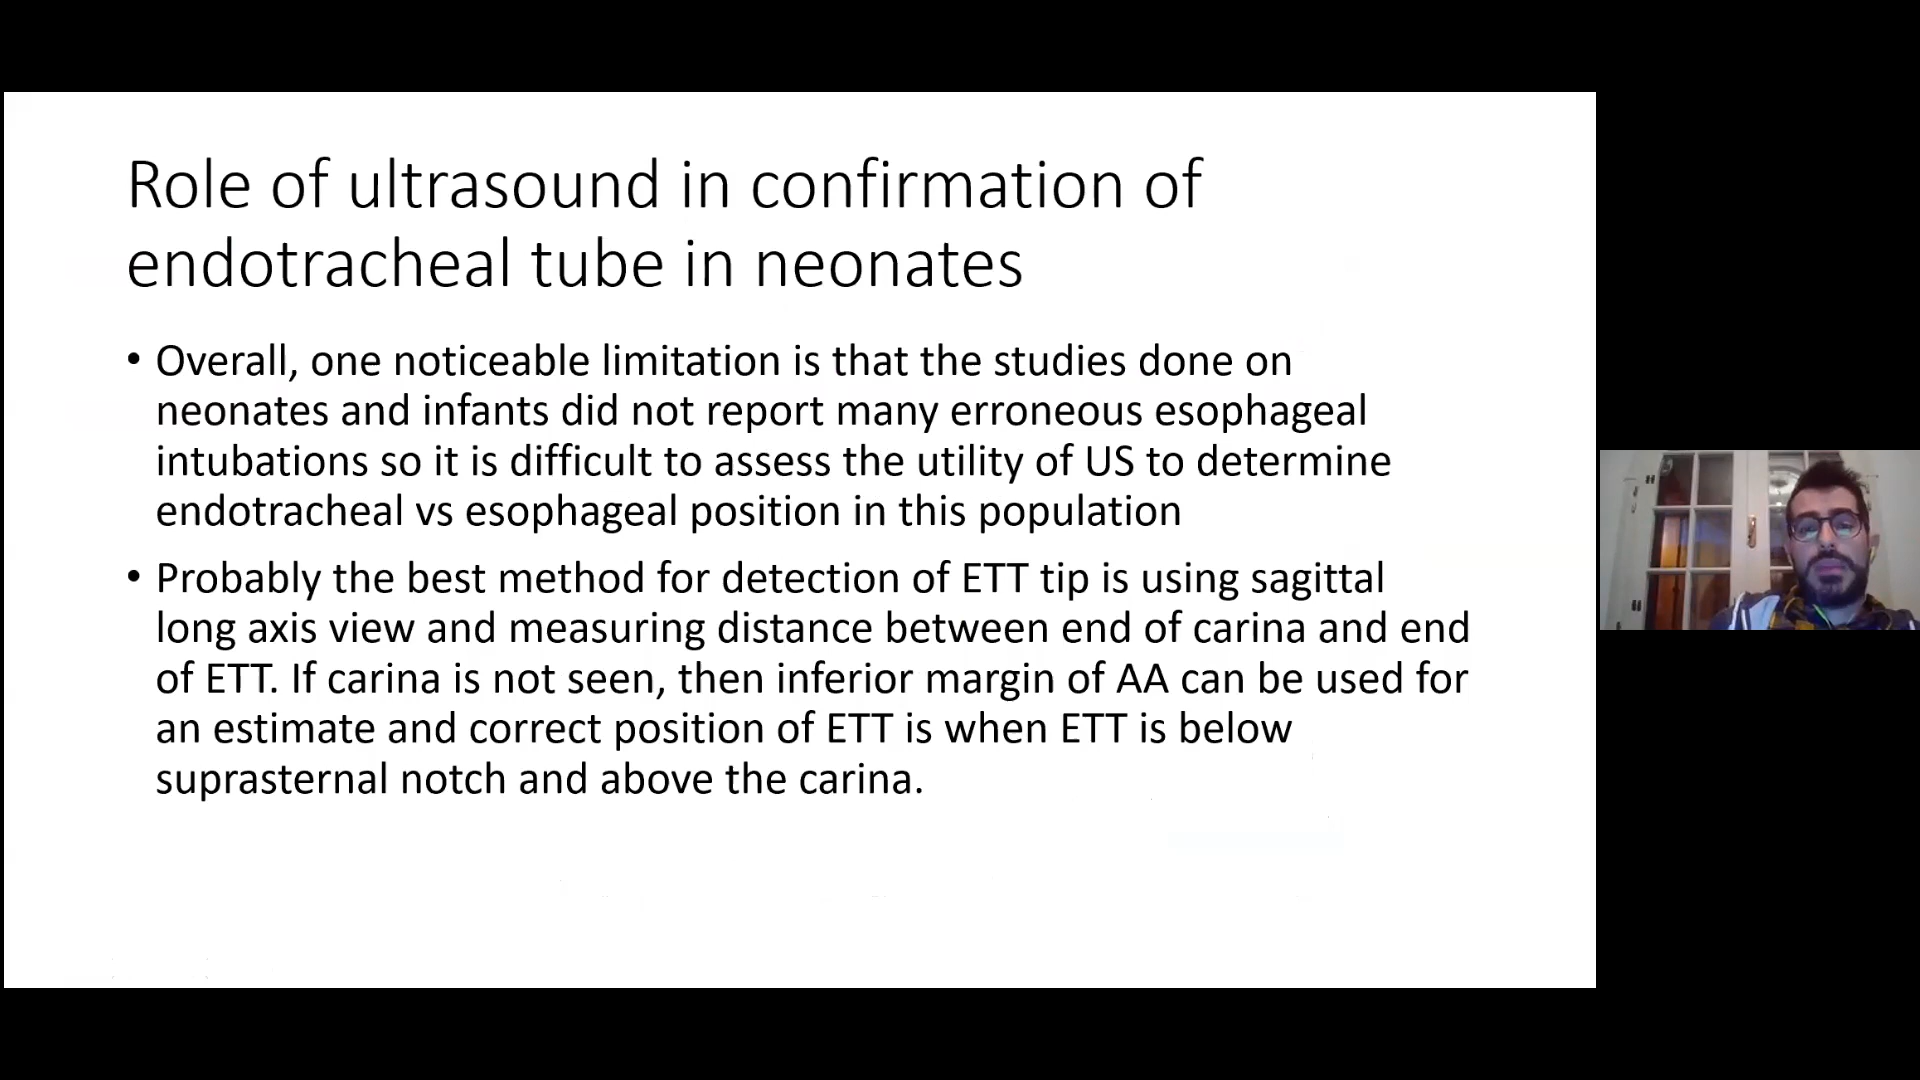 Role of ultrasound in confirmation of
endotracheal tube in neonates
• Overall, one noticeable limitation is that the studies done on
neonates and infants did not report many erroneous esophageal
intubations so it is difficult to assess the utility of US to determine
endotracheal vs esophageal position in this population
• Probably the best method for detection of ETT tip is using sagittal
long axis view and measuring distance between end of carina and end
of ETT. If carina is not seen, then inferior margin of AA can be used for
an estimate and correct position of ETT is when ETT is below
suprasternal notch and above the carina.